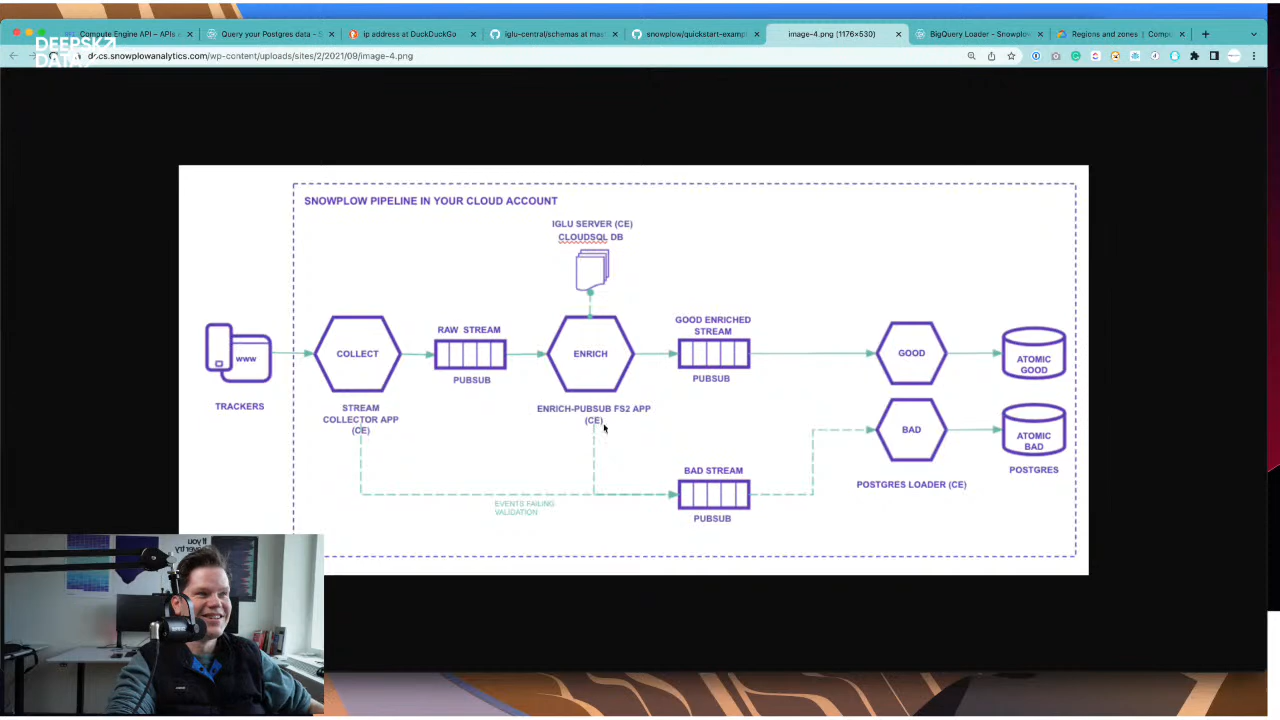 DEEPSK
DATA
Compute Engine API – APIs
Query your Postgres data - S
ip address at DuckDuckGo
iglu-central/schemas at mas
snowplow/quickstart-exampl
image-4.png (1176×530)
BigQuery Loader - Snowplow
Regions and zones | Comp
docs.snowplowanalytics.com/wp-content/uploads/sites/2/2021/09/image-4.png
SNOWPLOW PIPELINE IN YOUR CLOUD ACCOUNT
IGLU SERVER (CE)
CLOUDSQL DB
www
TRACKERS
COLLECT
STREAM
COLLECTOR APP
(CE)
RAW STREAM
PUBSUB
ENRICH
ENRICH-PUBSUB FS2 APP
(CE)
GOOD ENRICHED
STREAM
PUBSUB
GOOD
ATOMIC
GOOD
BAD
ATOMIC
BAD
POSTGRES
POSTGRES LOADER (CE)
BAD STREAM
PUBSUB
EVENTS FAILING
VALIDATION